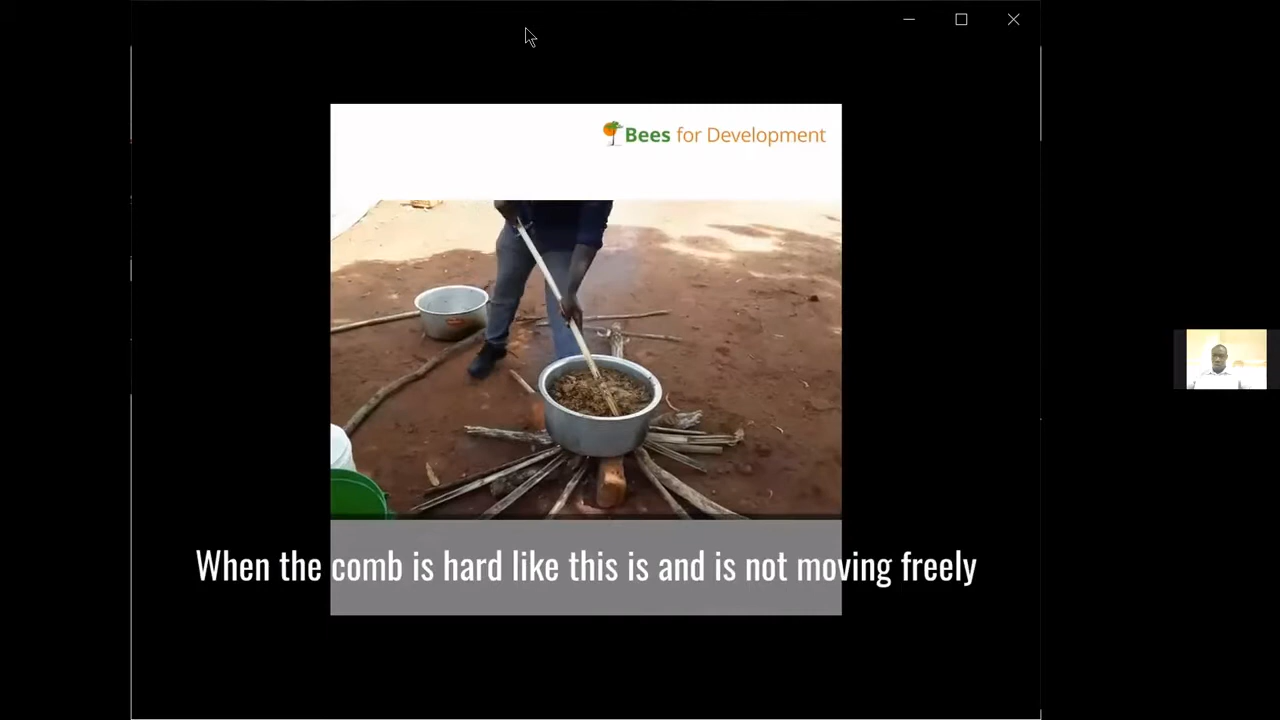 Bees for Development
When the comb is hard like this is and is not moving freely